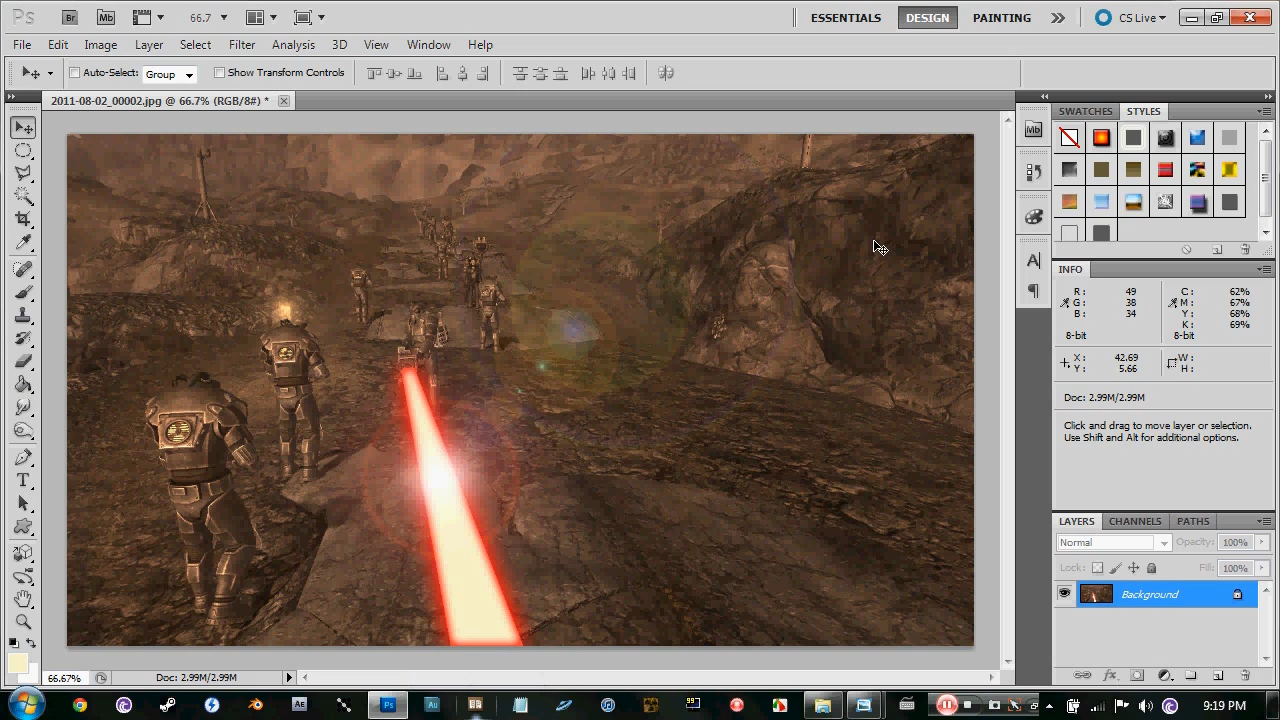 Ps Br Mb 66.7 ESSENTIALS DESIGN PAINTING CS Live
File Edit Image Layer Select Filter Analysis 3D View Window Help
Auto-Select: Group Show Transform Controls
2011-08-02_00002.jpg @ 66.7% (RGB/8#) *
SWATCHES STYLES
Mb
INFO
R: 49 C: 62%
G: 38 M: 67%
B: 34 Y: 68%
K: 69%
8-bit 8-bit
X: 42.69 W:
Y: 5.66 H:
Doc: 2.99M/2.99M
Click and drag to move layer or selection.
Use Shift and Alt for additional options.
LAYERS CHANNELS PATHS
Normal Opacity: 100%
Lock: Fill: 100%
Background
66.67% Doc: 2.99M/2.99M
Ae Ps Au 9:19 PM